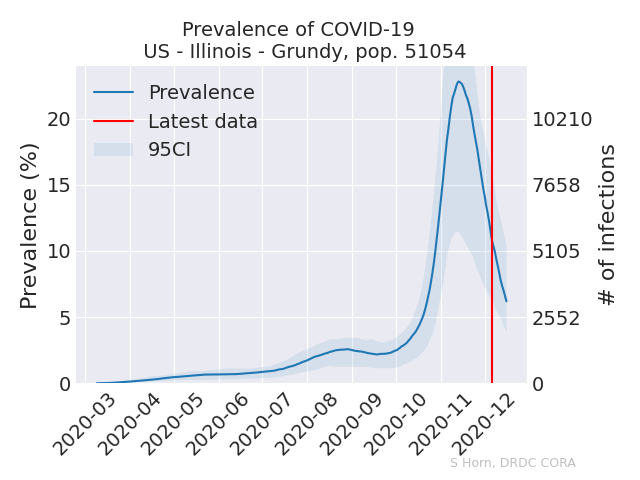 Prevalence of COVID-19
US - Illinois - Grundy, pop. 51054
Prevalence
Latest data
95CI
Prevalence (%)
20
15
10
5
0
10210
7658
5105
2552
0
# of infections
2020-03
2020-04
2020-05
2020-06
2020-07
2020-08
2020-09
2020-10
2020-11
2020-12
S Horn, DRDC CORA